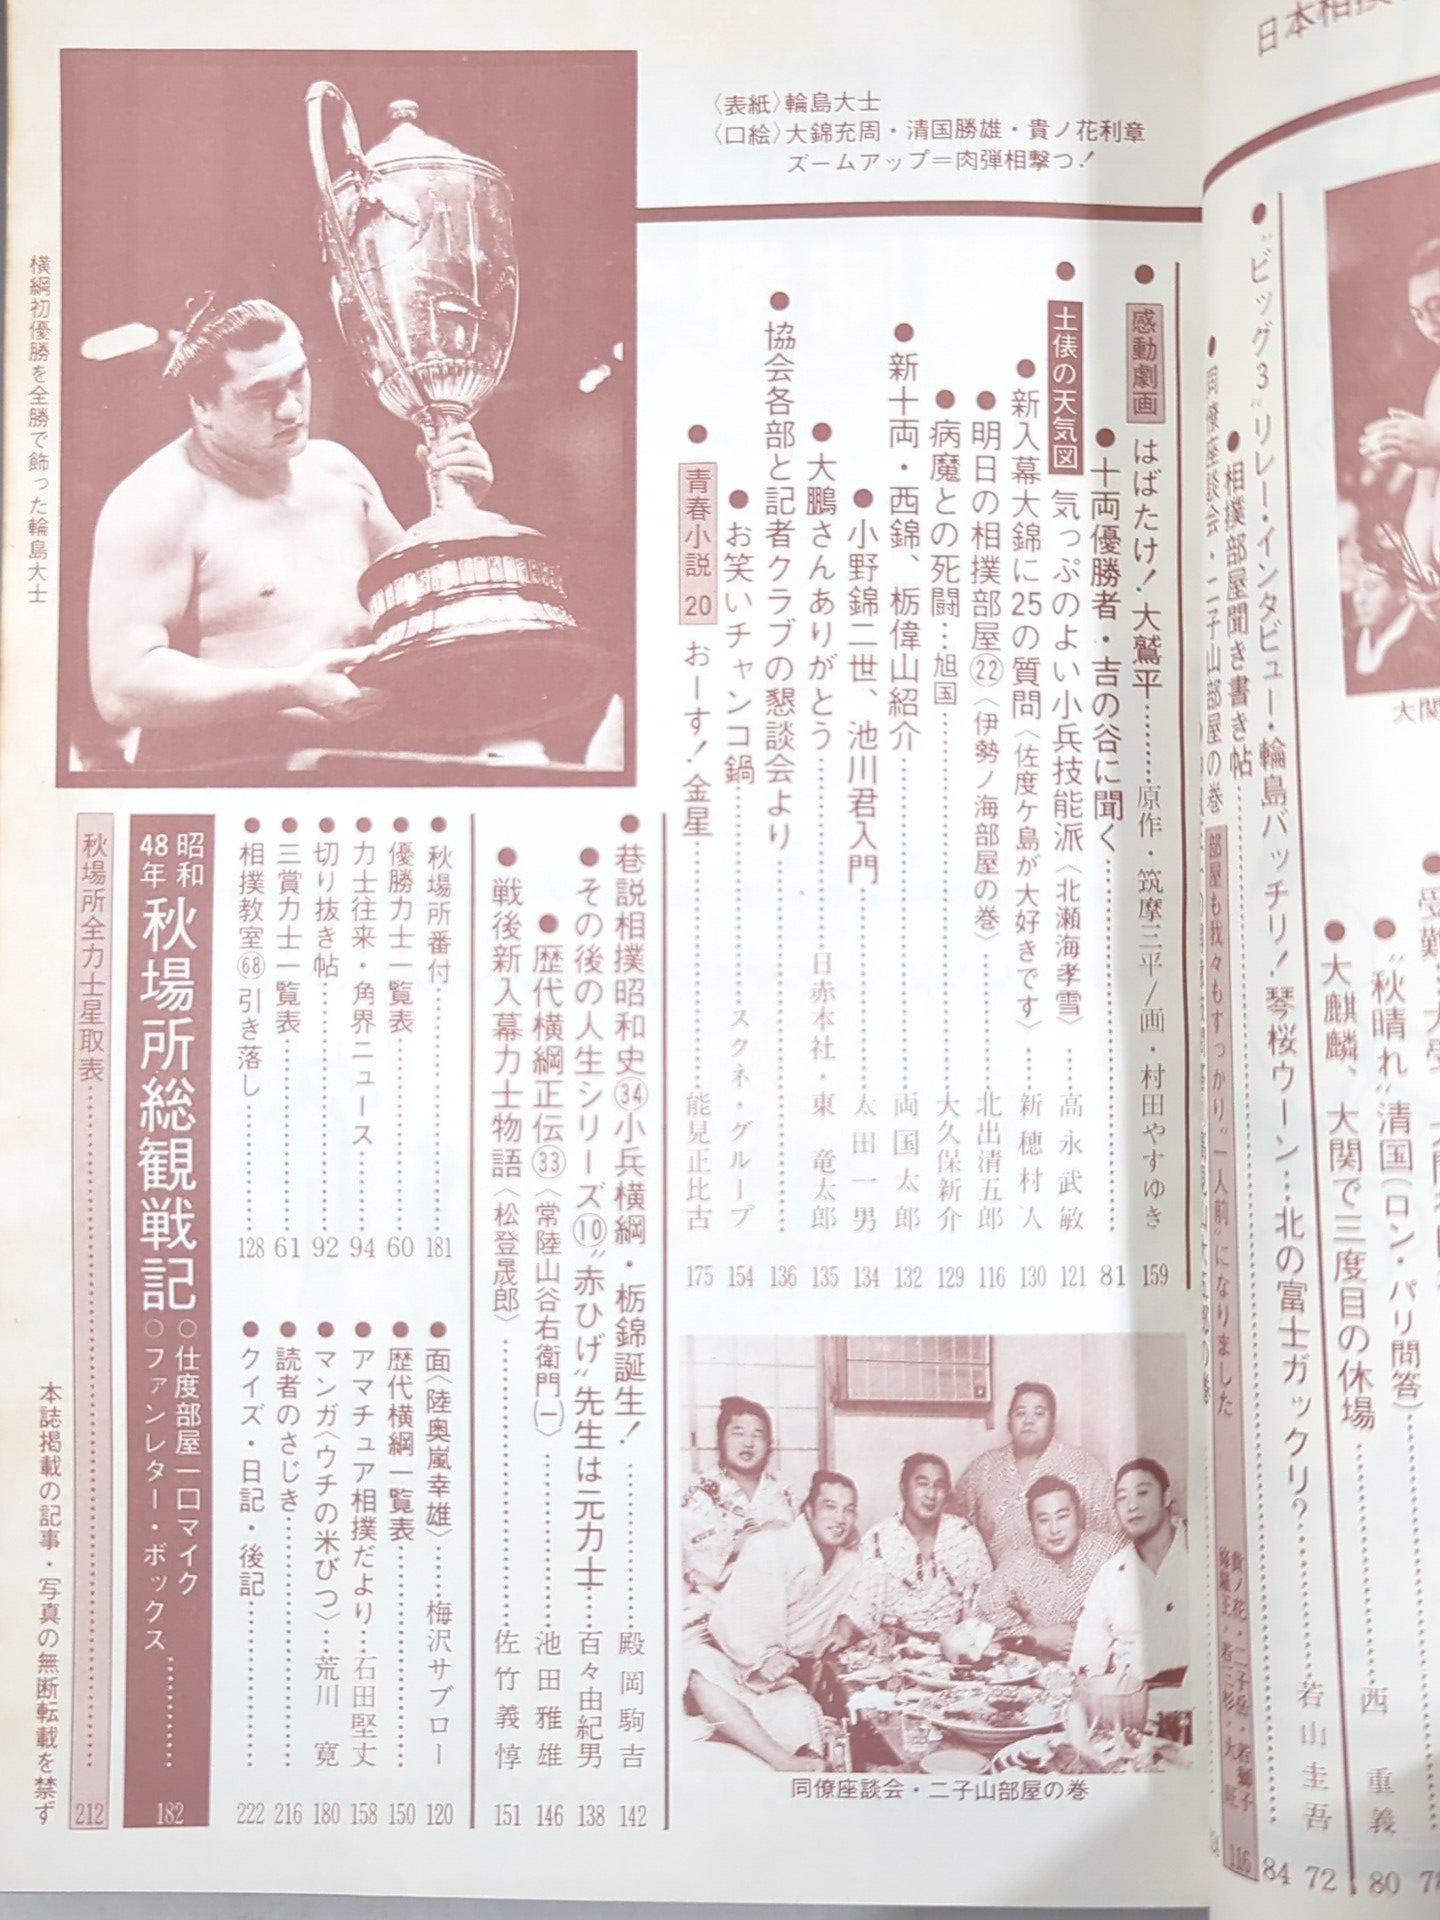 日本相撲
●“ビッグ3”リレー・インタビュー・輪島バッチリ！琴桜ウーン…北の富士ガックリ？……若山圭吾 84
●相撲部屋聞き書き帖
部屋も我々もすっかり“一人前”になりました
116
●大麒麟、大関で三度目の休場 72
●“秋晴れ”清国（ロン・パリ問答）……西重義 80
大関
〈表紙〉輪島大士
〈口絵〉大錦充周・清国勝雄・貴ノ花利章
ズームアップ＝肉弾相撃つ！
●感動劇画 はばたけ！大鷲平……原作・筑摩三平／画・村田やすゆき 159
●十両優勝者・吉の谷に聞く…… 81
●土俵の天気図 気っぷのよい小兵技能派〈北瀬海孝雪〉……高永武敏 121
●新入幕大錦に25の質問〈佐度ケ島が大好きです〉……新穂村人 130
●明日の相撲部屋㉒〈伊勢ノ海部屋の巻〉……北出清五郎 116
●病魔との死闘…旭国……大久保新介 129
●新十両・西錦、栃偉山紹介……両国太郎 132
●小野錦二世、池川君入門……太田一男 134
●大鵬さんありがとう……日赤本社・東竜太郎 135
●協会各部と記者クラブの懇談会より…… 136
●お笑いチャンコ鍋……スクネ・グループ 154
●青春小説20 おーす！金星……能見正比古 175
横綱初優勝を全勝で飾った輪島大士
●巷説相撲昭和史㉞小兵横綱・栃錦誕生！……殿岡駒吉 142
●その後の人生シリーズ⑩“赤ひげ”先生は元力士……百々由紀男 138
●歴代横綱正伝㉝〈常陸山谷右衛門㈠〉……池田雅雄 146
●戦後新入幕力士物語〈松登晟郎〉……佐竹義惇 151
●秋場所番付…… 181
●優勝力士一覧表…… 60
●力士往来・角界ニュース…… 94
●切り抜き帖…… 92
●三賞力士一覧表…… 61
●相撲教室68引き落し…… 128
●面〈陸奥嵐幸雄〉……梅沢サブロー 120
●歴代横綱一覧表…… 150
●アマチュア相撲だより……石田堅丈 158
●マンガ〈ウチの米びつ〉……荒川寛 180
●読者のさじき…… 216
●クイズ・日記・後記…… 222
昭和48年 秋場所総観戦記 ○仕度部屋一口マイク ○ファンレター・ボックス…… 182
秋場所全力士星取表…… 212
本誌掲載の記事・写真の無断転載を禁ず
同僚座談会・二子山部屋の巻